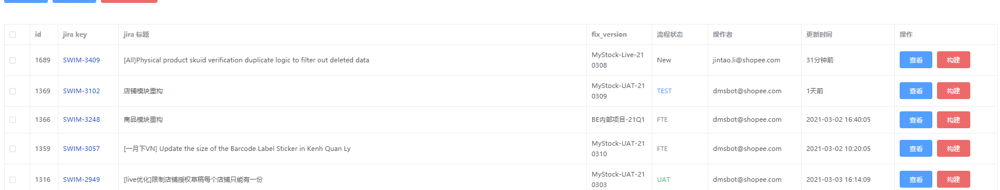 id jira key jira 标题 fix_version 流程状态 操作者 更新时间 操作
1689 SWIM-3409 [All]Physical product skuid verification duplicate logic to filter out deleted data MyStock-Live-21 New jintao.li@shopee.com 31分钟前 查看 构建
0308
1369 SWIM-3102 店铺模块重构 MyStock-UAT-21 TEST dmsbot@shopee.com 1天前 查看 构建
0309
1366 SWIM-3248 商品模块重构 BE内部项目-21Q1 FTE dmsbot@shopee.com 2021-03-02 16:40:05 查看 构建
1359 SWIM-3057 [一月下VN] Update the size of the Barcode Label Sticker in Kenh Quan Ly MyStock-UAT-21 FTE dmsbot@shopee.com 2021-03-02 10:20:05 查看 构建
0310
1316 SWIM-2949 [live优化]限制店铺授权草稿每个店铺只能有一份 MyStock-UAT-21 UAT dmsbot@shopee.com 2021-03-03 16:14:09 查看 构建
0303